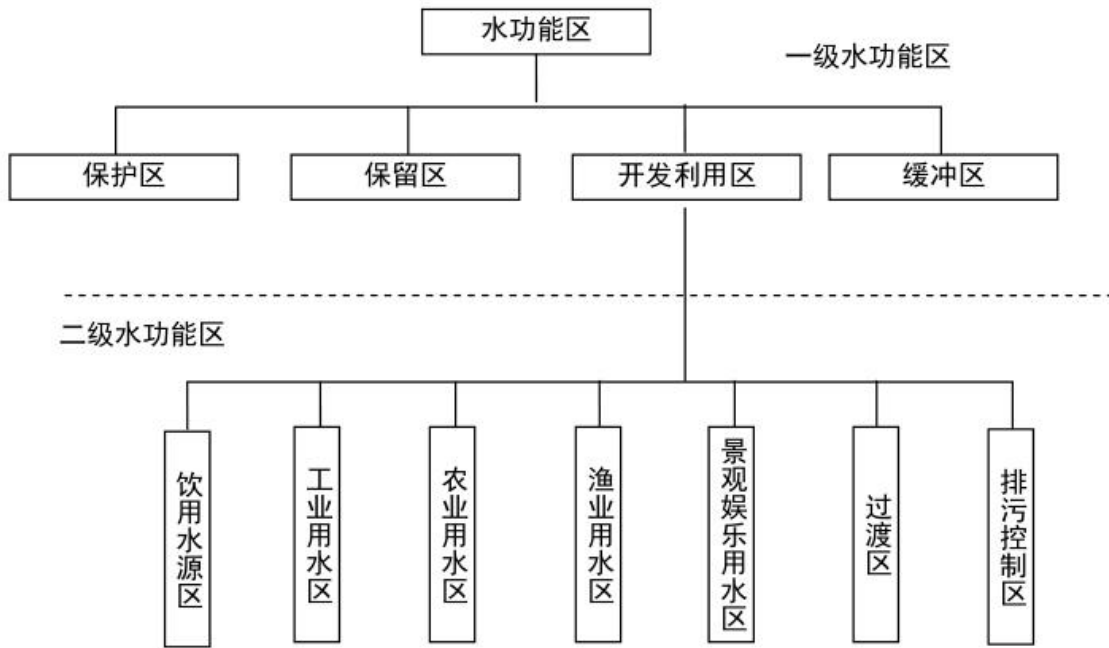 水功能区
一级水功能区
保护区
保留区
开发利用区
缓冲区
二级水功能区
饮用水源区
工业用水区
农业用水区
渔业用水区
景观娱乐用水区
过渡区
排污控制区